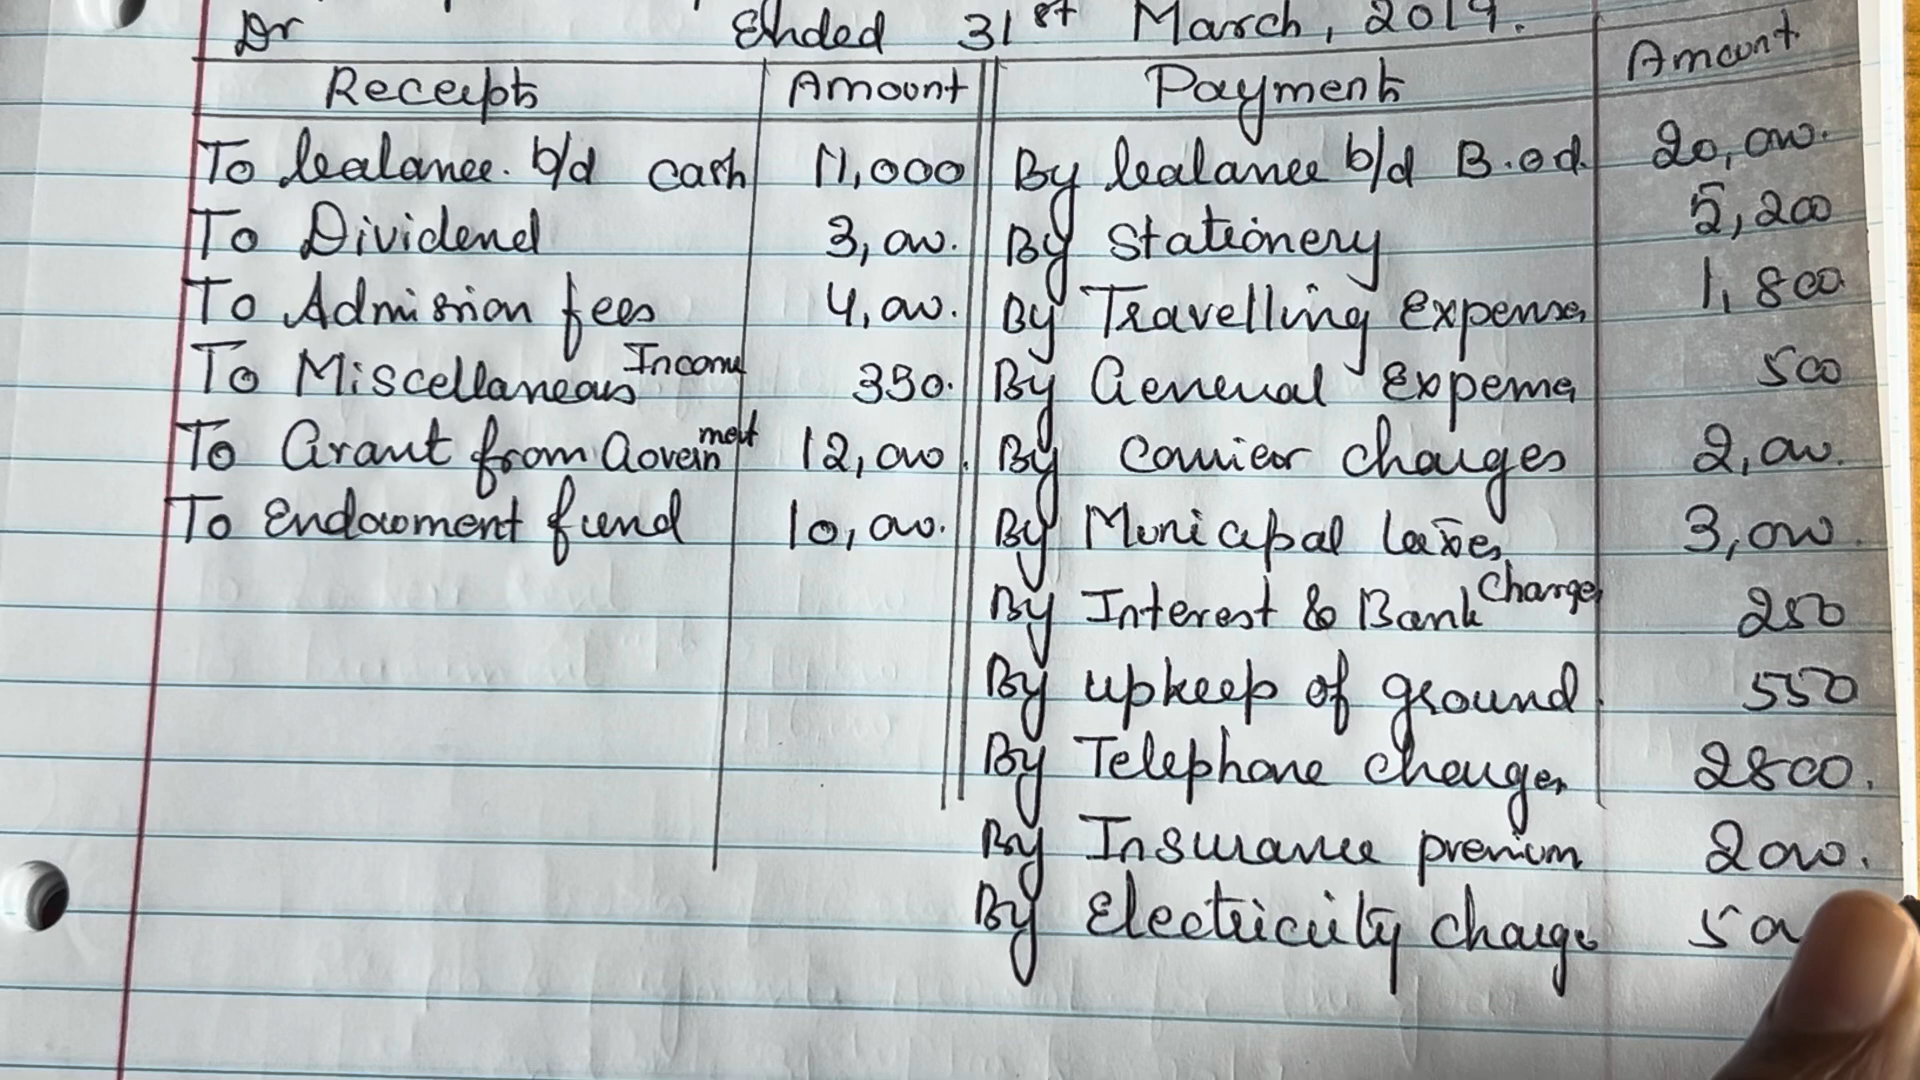 Dr Ended 31st March, 2019.
Receipts Amount Payments Amount
To balance. b/d cash 11,000 By balance b/d B.od. 20,000.
To Dividend 3,000. By Stationery 5,200
To Admission fees 4,000. By Travelling Expenses 1,800
To Miscellaneous Income 390. By General Expenses 500
To Grant from Government 12,000. By Courier charges 2,000.
To Endowment fund 10,000. By Municipal taxes 3,000.
By Interest & Bank Charges 250
By upkeep of ground. 550
By Telephone charges 2800.
By Insurance premium 2000.
By Electricity charge